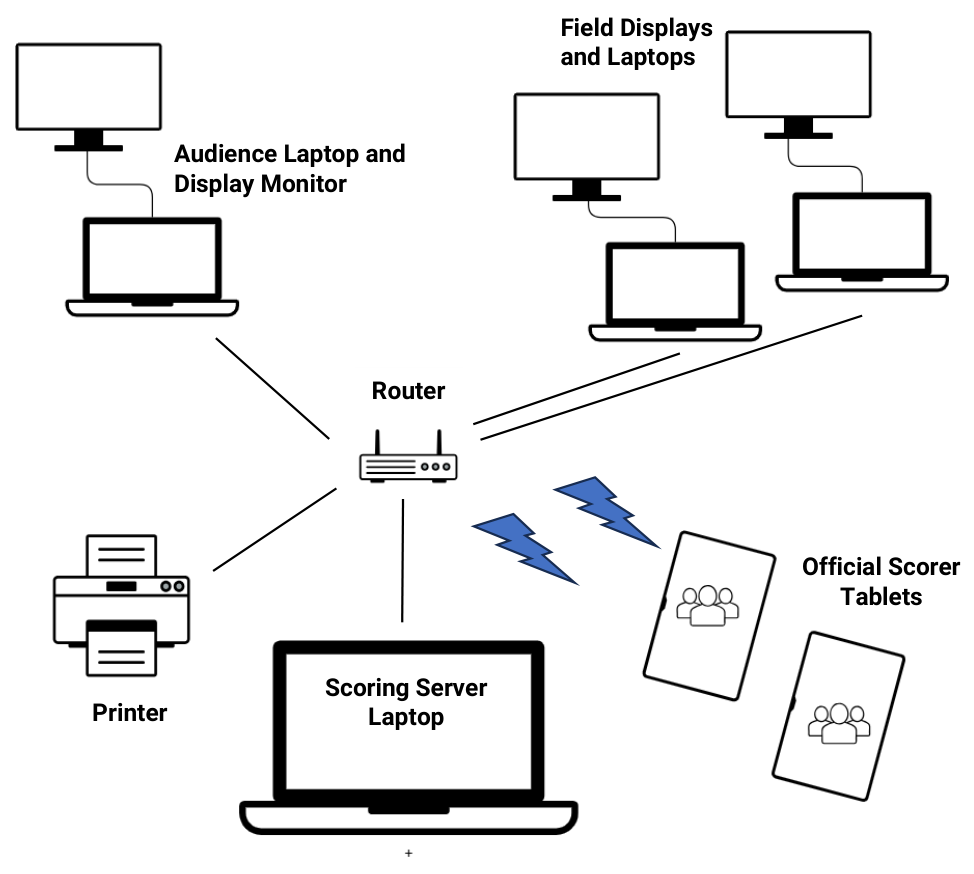 Field Displays
and Laptops
Audience Laptop and
Display Monitor
Router
Official Scorer
Tablets
Scoring Server
Laptop
Printer
+